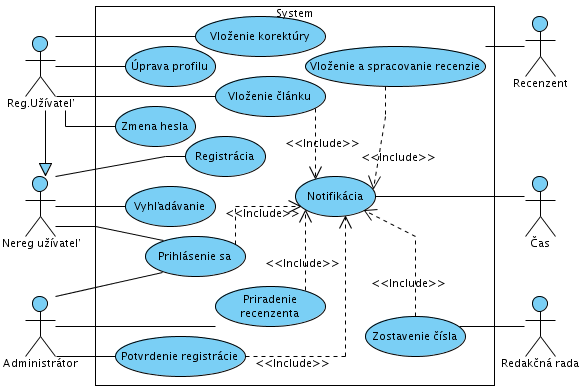 System
Vloženie korektúry
Úprava profilu
Vloženie a spracovanie recenzie
Recenzent
Reg.Užívateľ
Vloženie článku
Zmena hesla
<<Include>>
<<Include>>
Registrácia
Notifikácia
Vyhľadávanie
<<Include>>
Nereg užívateľ
Čas
Prihlásenie sa
<<Include>>
<<Include>>
Priradenie
recenzenta
Zostavenie čísla
Administrátor
Potvrdenie registrácie
<<Include>>
Redakčná rada